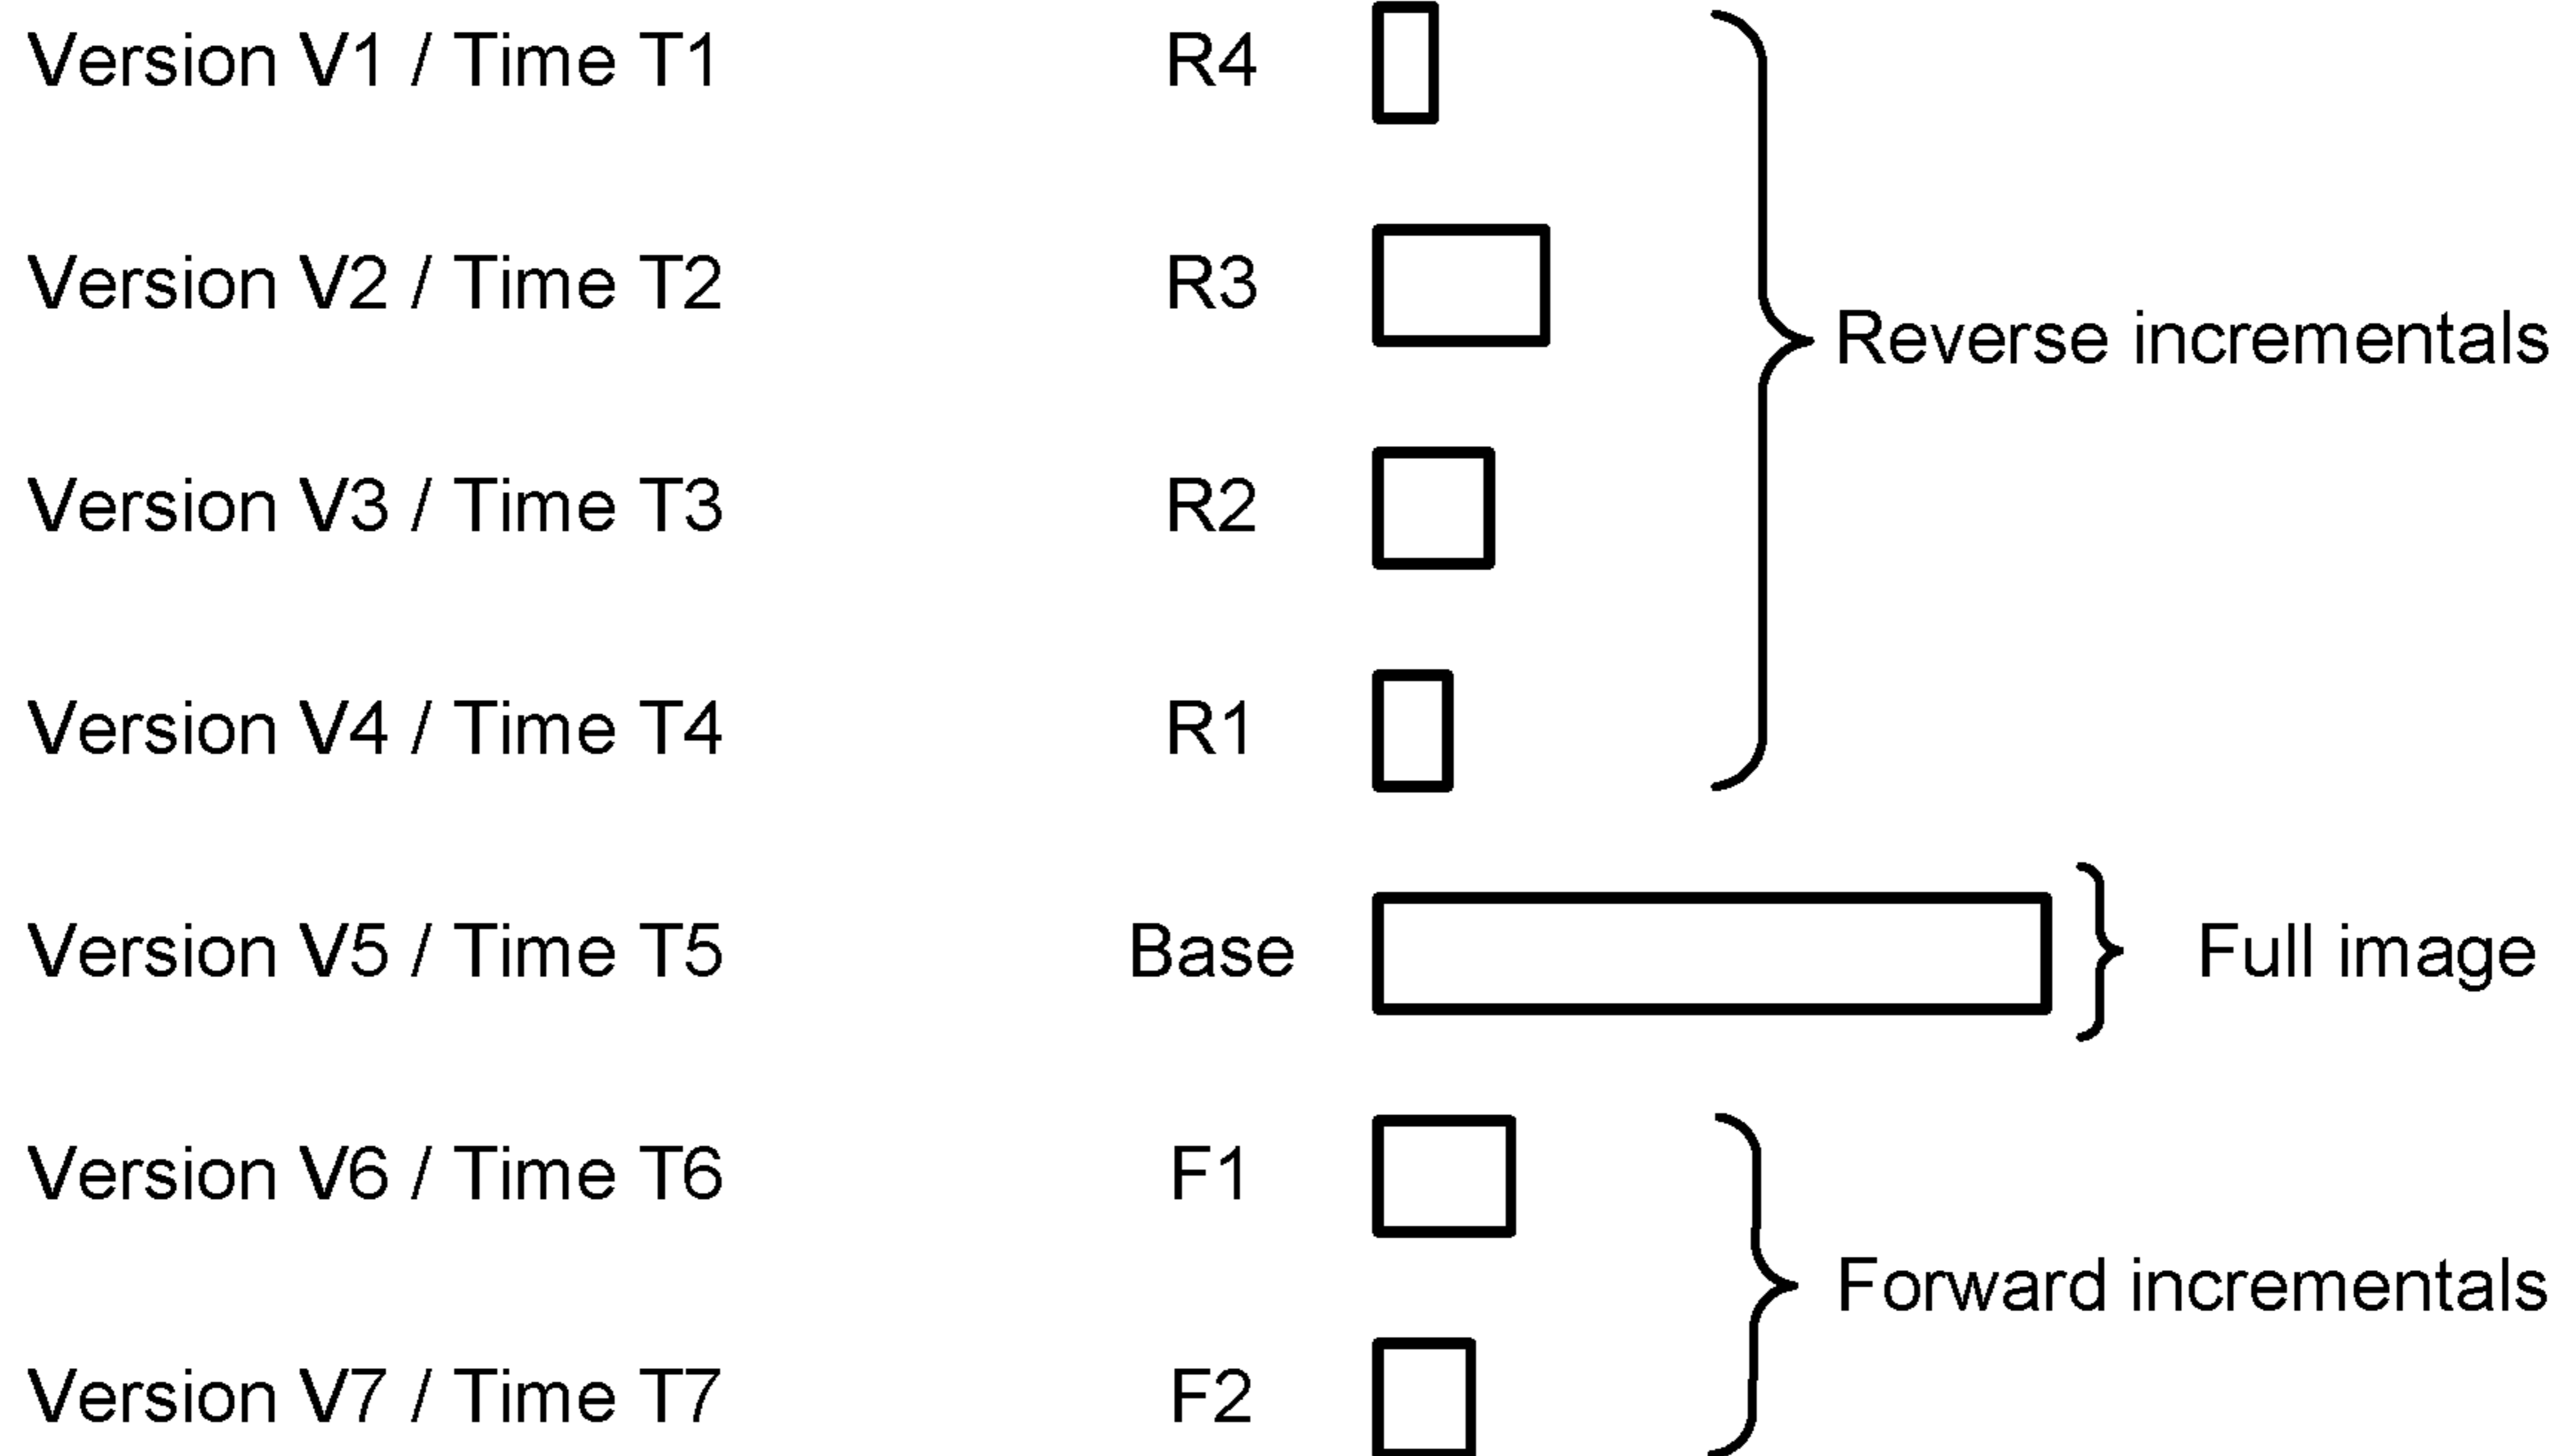 Version V1 / Time T1 R4
Version V2 / Time T2 R3
Reverse incrementals
Version V3 / Time T3 R2
Version V4 / Time T4 R1
Version V5 / Time T5 Base Full image
Version V6 / Time T6 F1
Forward incrementals
Version V7 / Time T7 F2